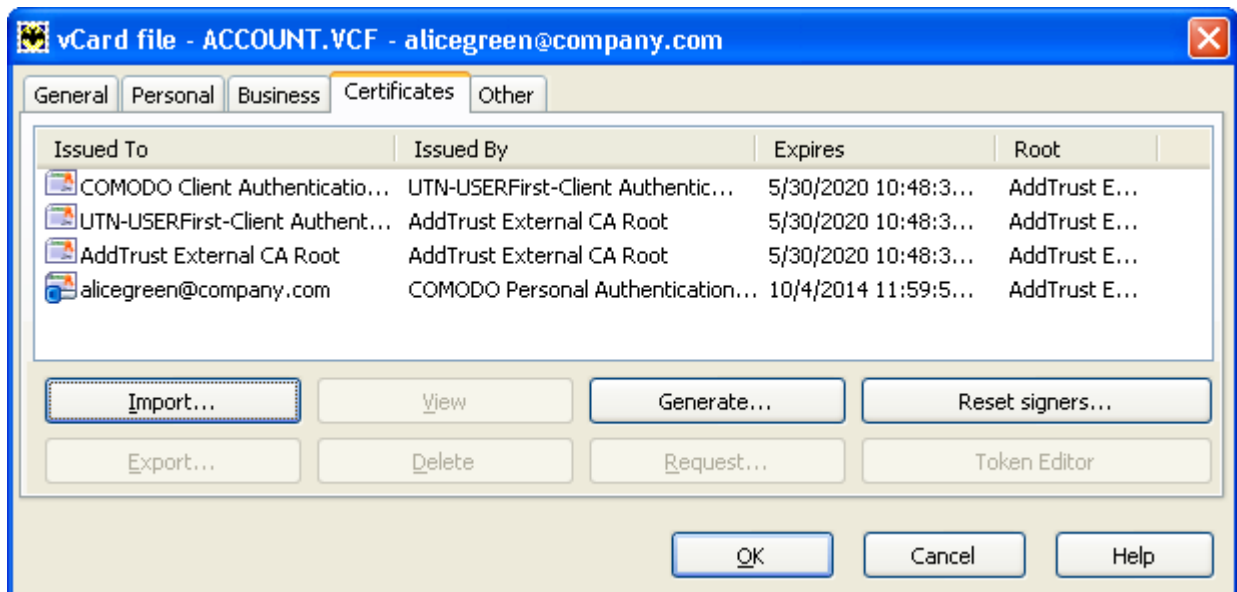 vCard file - ACCOUNT.VCF - alicegreen@company.com
General Personal Business Certificates Other
Issued To Issued By Expires Root
COMODO Client Authenticatio... UTN-USERFirst-Client Authentic... 5/30/2020 10:48:3... AddTrust E...
UTN-USERFirst-Client Authent... AddTrust External CA Root 5/30/2020 10:48:3... AddTrust E...
AddTrust External CA Root AddTrust External CA Root 5/30/2020 10:48:3... AddTrust E...
alicegreen@company.com COMODO Personal Authentication... 10/4/2014 11:59:5... AddTrust E...
Import... View Generate... Reset signers...
Export... Delete Request... Token Editor
OK Cancel Help